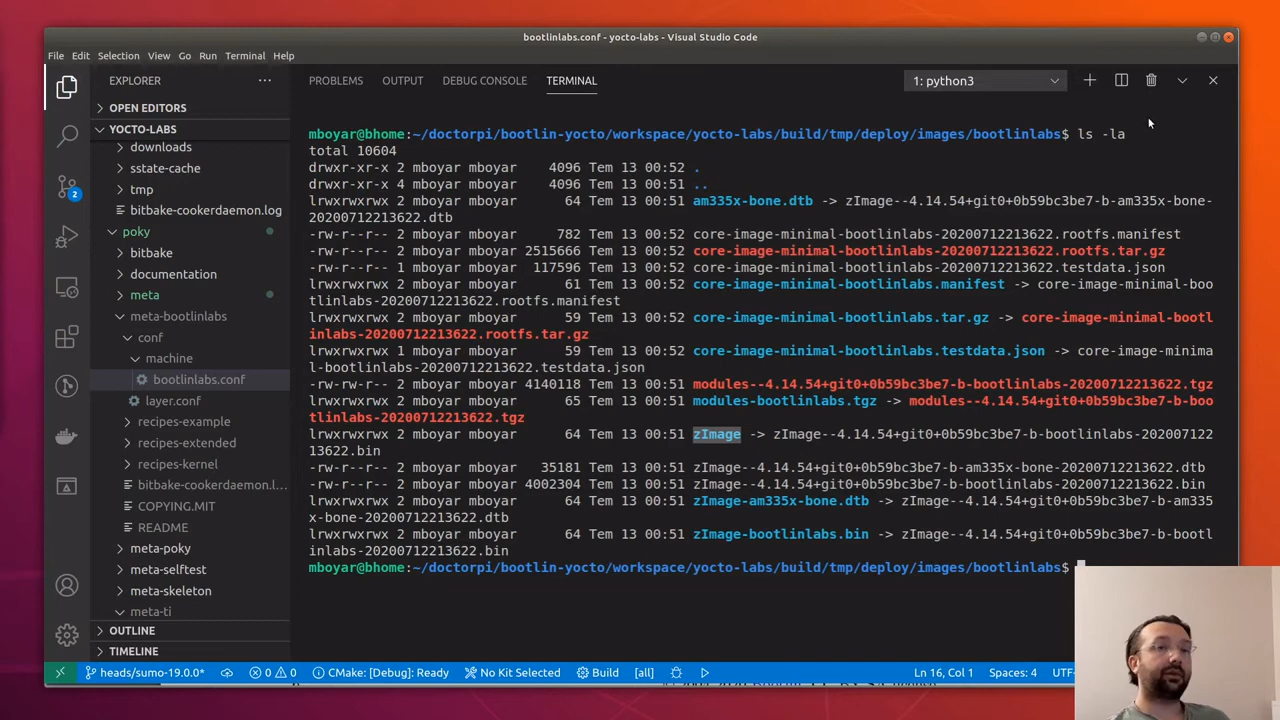 bootlinlabs.conf - yocto-labs - Visual Studio Code
File Edit Selection View Go Run Terminal Help
EXPLORER
OPEN EDITORS
YOCTO-LABS
downloads
sstate-cache
tmp
bitbake-cookerdaemon.log
poky
bitbake
documentation
meta
meta-bootlinlabs
conf
machine
bootlinlabs.conf
layer.conf
recipes-example
recipes-extended
recipes-kernel
bitbake-cookerdaemon.l...
COPYING.MIT
README
meta-poky
meta-selftest
meta-skeleton
meta-ti
OUTLINE
TIMELINE
2
PROBLEMS OUTPUT DEBUG CONSOLE TERMINAL 1: python3
mboyar@bhome:~/doctorpi/bootlin-yocto/workspace/yocto-labs/build/tmp/deploy/images/bootlinlabs$ ls -la
total 10604
drwxr-xr-x 2 mboyar mboyar 4096 Tem 13 00:52 .
drwxr-xr-x 4 mboyar mboyar 4096 Tem 13 00:51 ..
lrwxrwxrwx 2 mboyar mboyar 64 Tem 13 00:51 am335x-bone.dtb -> zImage--4.14.54+git0+0b59bc3be7-b-am335x-bone-
20200712213622.dtb
-rw-r--r-- 2 mboyar mboyar 782 Tem 13 00:52 core-image-minimal-bootlinlabs-20200712213622.rootfs.manifest
-rw-r--r-- 2 mboyar mboyar 2515666 Tem 13 00:52 core-image-minimal-bootlinlabs-20200712213622.rootfs.tar.gz
-rw-r--r-- 1 mboyar mboyar 117596 Tem 13 00:52 core-image-minimal-bootlinlabs-20200712213622.testdata.json
lrwxrwxrwx 2 mboyar mboyar 61 Tem 13 00:52 core-image-minimal-bootlinlabs.manifest -> core-image-minimal-boo
tlinlabs-20200712213622.rootfs.manifest
lrwxrwxrwx 2 mboyar mboyar 59 Tem 13 00:52 core-image-minimal-bootlinlabs.tar.gz -> core-image-minimal-bootl
inlabs-20200712213622.rootfs.tar.gz
lrwxrwxrwx 1 mboyar mboyar 59 Tem 13 00:52 core-image-minimal-bootlinlabs.testdata.json -> core-image-minima
l-bootlinlabs-20200712213622.testdata.json
-rw-rw-r-- 2 mboyar mboyar 4140118 Tem 13 00:51 modules--4.14.54+git0+0b59bc3be7-b-bootlinlabs-20200712213622.tgz
lrwxrwxrwx 2 mboyar mboyar 65 Tem 13 00:51 modules-bootlinlabs.tgz -> modules--4.14.54+git0+0b59bc3be7-b-boo
tlinlabs-20200712213622.tgz
lrwxrwxrwx 2 mboyar mboyar 64 Tem 13 00:51 zImage -> zImage--4.14.54+git0+0b59bc3be7-b-bootlinlabs-202007122
13622.bin
-rw-r--r-- 2 mboyar mboyar 35181 Tem 13 00:51 zImage--4.14.54+git0+0b59bc3be7-b-am335x-bone-20200712213622.dtb
-rw-r--r-- 2 mboyar mboyar 4002304 Tem 13 00:51 zImage--4.14.54+git0+0b59bc3be7-b-bootlinlabs-20200712213622.bin
lrwxrwxrwx 2 mboyar mboyar 64 Tem 13 00:51 zImage-am335x-bone.dtb -> zImage--4.14.54+git0+0b59bc3be7-b-am335
x-bone-20200712213622.dtb
lrwxrwxrwx 2 mboyar mboyar 64 Tem 13 00:51 zImage-bootlinlabs.bin -> zImage--4.14.54+git0+0b59bc3be7-b-bootl
inlabs-20200712213622.bin
mboyar@bhome:~/doctorpi/bootlin-yocto/workspace/yocto-labs/build/tmp/deploy/images/bootlinlabs$
heads/sumo-19.0.0* 0 0 CMake: [Debug]: Ready No Kit Selected Build [all] Ln 16, Col 1 Spaces: 4 UTF-